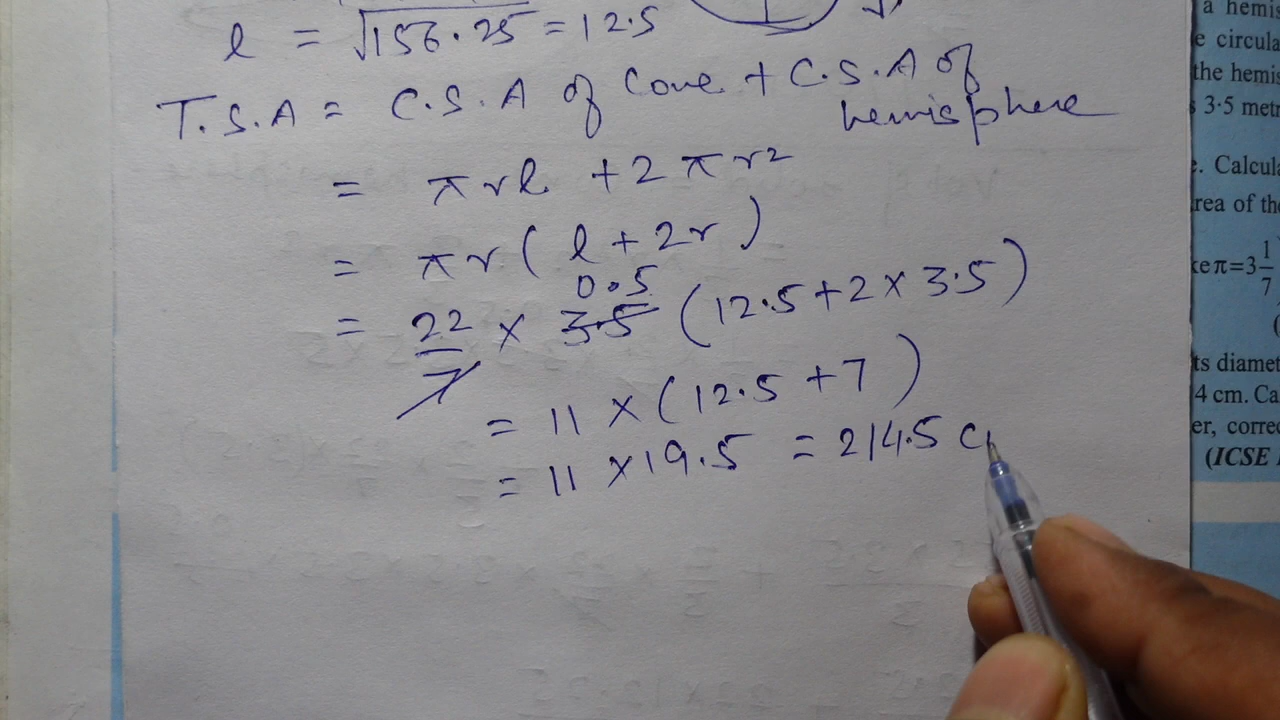 l = √156.25 = 12.5
T.S.A = C.S.A of Cone + C.S.A of hemisphere
= πrl + 2πr²
= πr(l+2r)
0.5
= 22/7 × 3.5 (12.5+2×3.5)
= 11 × (12.5+7)
= 11 × 19.5 = 214.5 c
a hemis
e circula
the hemis
3·5 metr
e. Calcula
rea of the
ke π=3 1/7
(
ts diamet
4 cm. Ca
er, correc
(ICSE